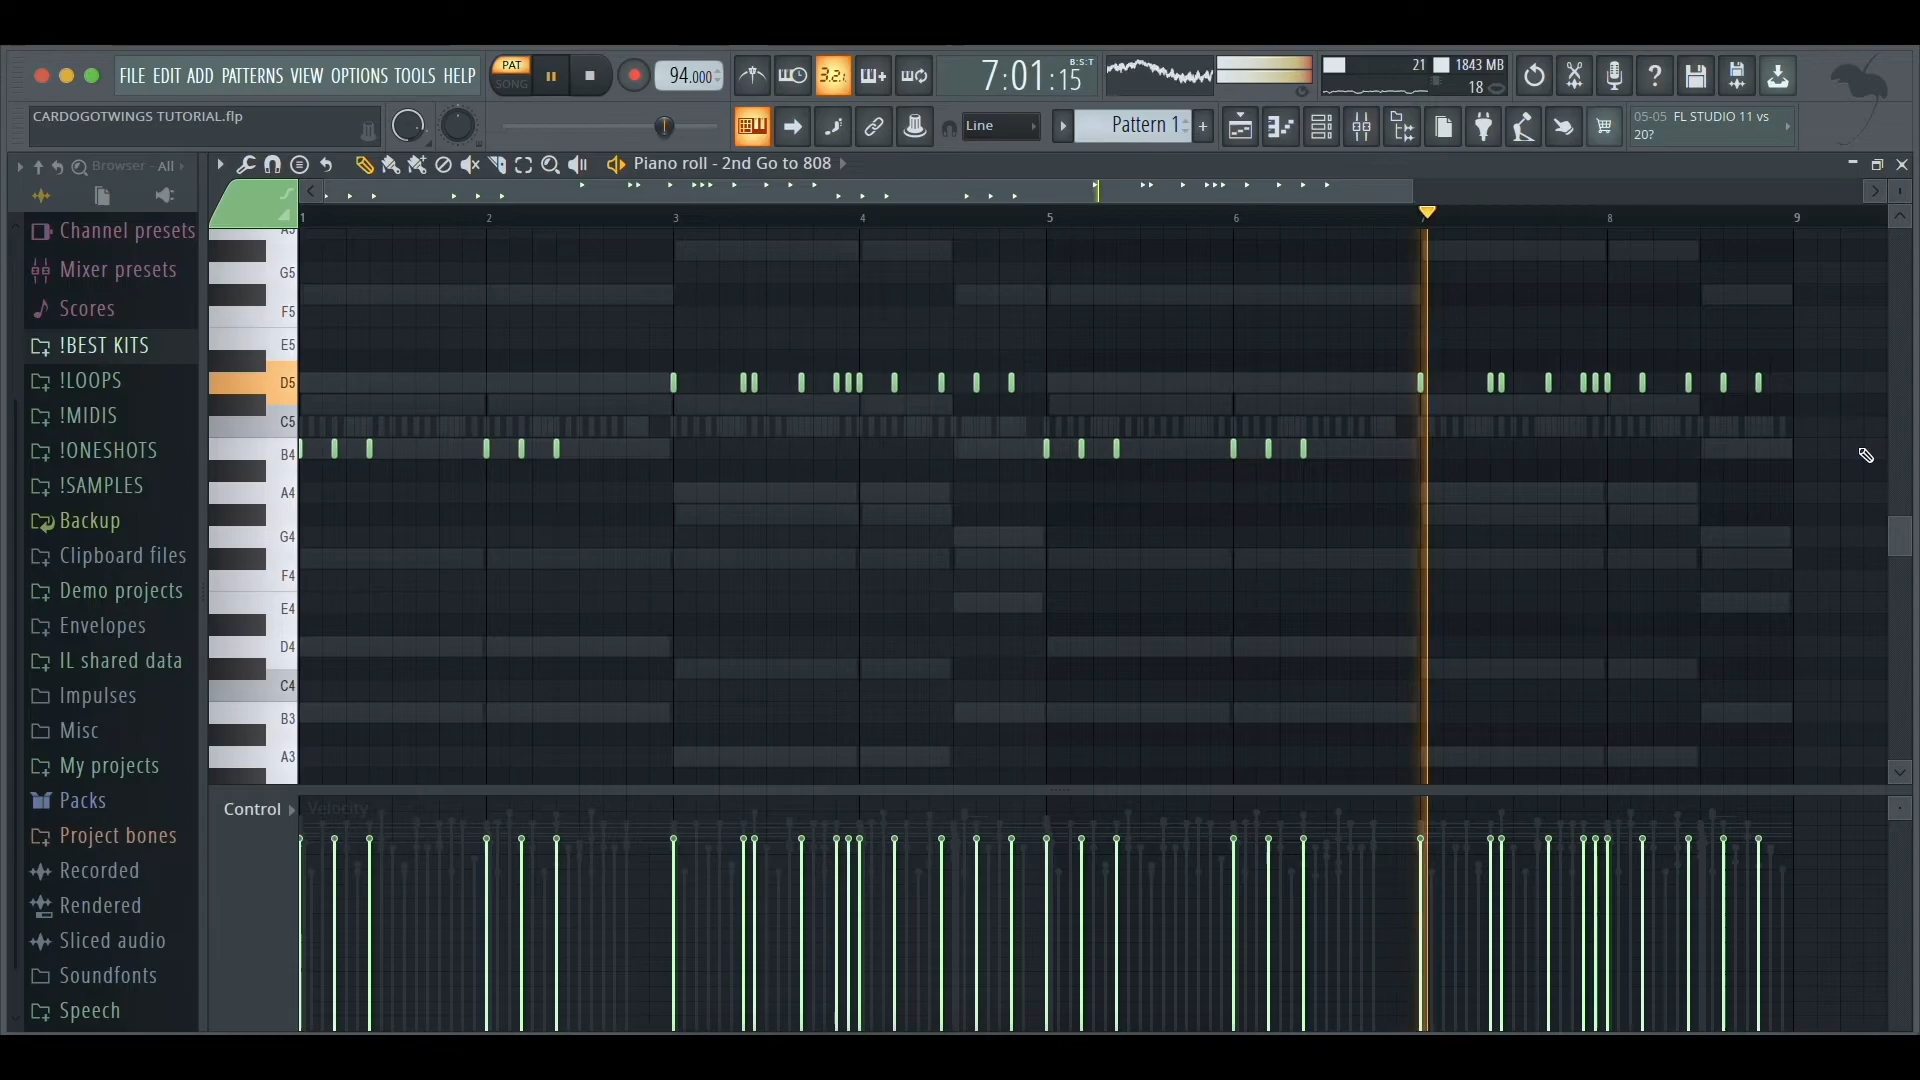 FILE EDIT ADD PATTERNS VIEW OPTIONS TOOLS HELP
PAT
SONG
94.000
3.2.
7:01:15
B:S:T
21
1843 MB
18
CARDOGOTWINGS TUTORIAL.flp
Line
Pattern 1
+
05-05 FL STUDIO 11 vs
20?
Browser - All
Piano roll - 2nd Go to 808
Channel presets
Mixer presets
Scores
!BEST KITS
!LOOPS
!MIDIS
!ONESHOTS
!SAMPLES
Backup
Clipboard files
Demo projects
Envelopes
IL shared data
Impulses
Misc
My projects
Packs
Project bones
Recorded
Rendered
Sliced audio
Soundfonts
Speech
1 2 3 4 5 6 8 9
A5
G5
F5
E5
D5
C5
B4
A4
G4
F4
E4
D4
C4
B3
A3
Control
Velocity